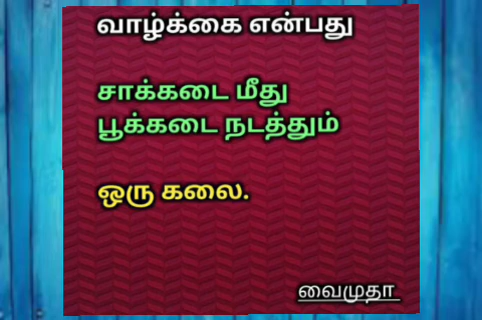 வாழ்க்கை என்பது
சாக்கடை மீது
பூக்கடை நடத்தும்
ஒரு கலை.
வைமுதா